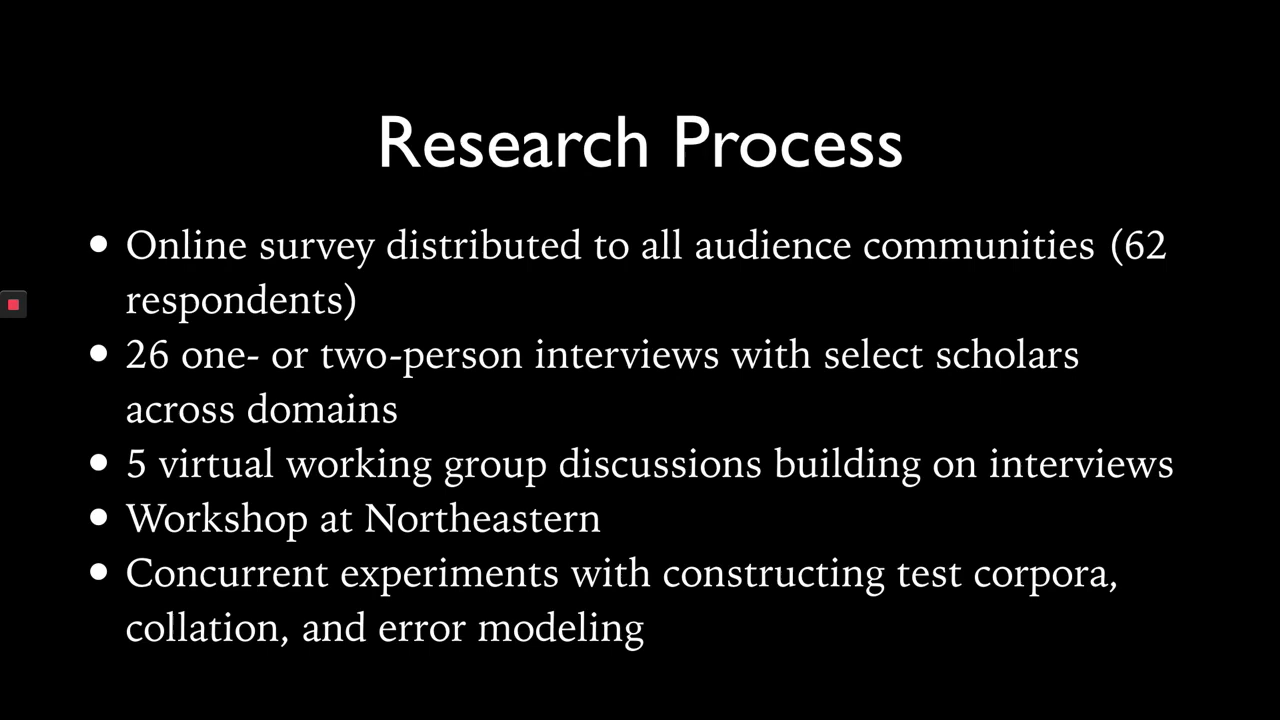 Research Process
• Online survey distributed to all audience communities (62
respondents)
• 26 one- or two-person interviews with select scholars
across domains
• 5 virtual working group discussions building on interviews
• Workshop at Northeastern
• Concurrent experiments with constructing test corpora,
collation, and error modeling